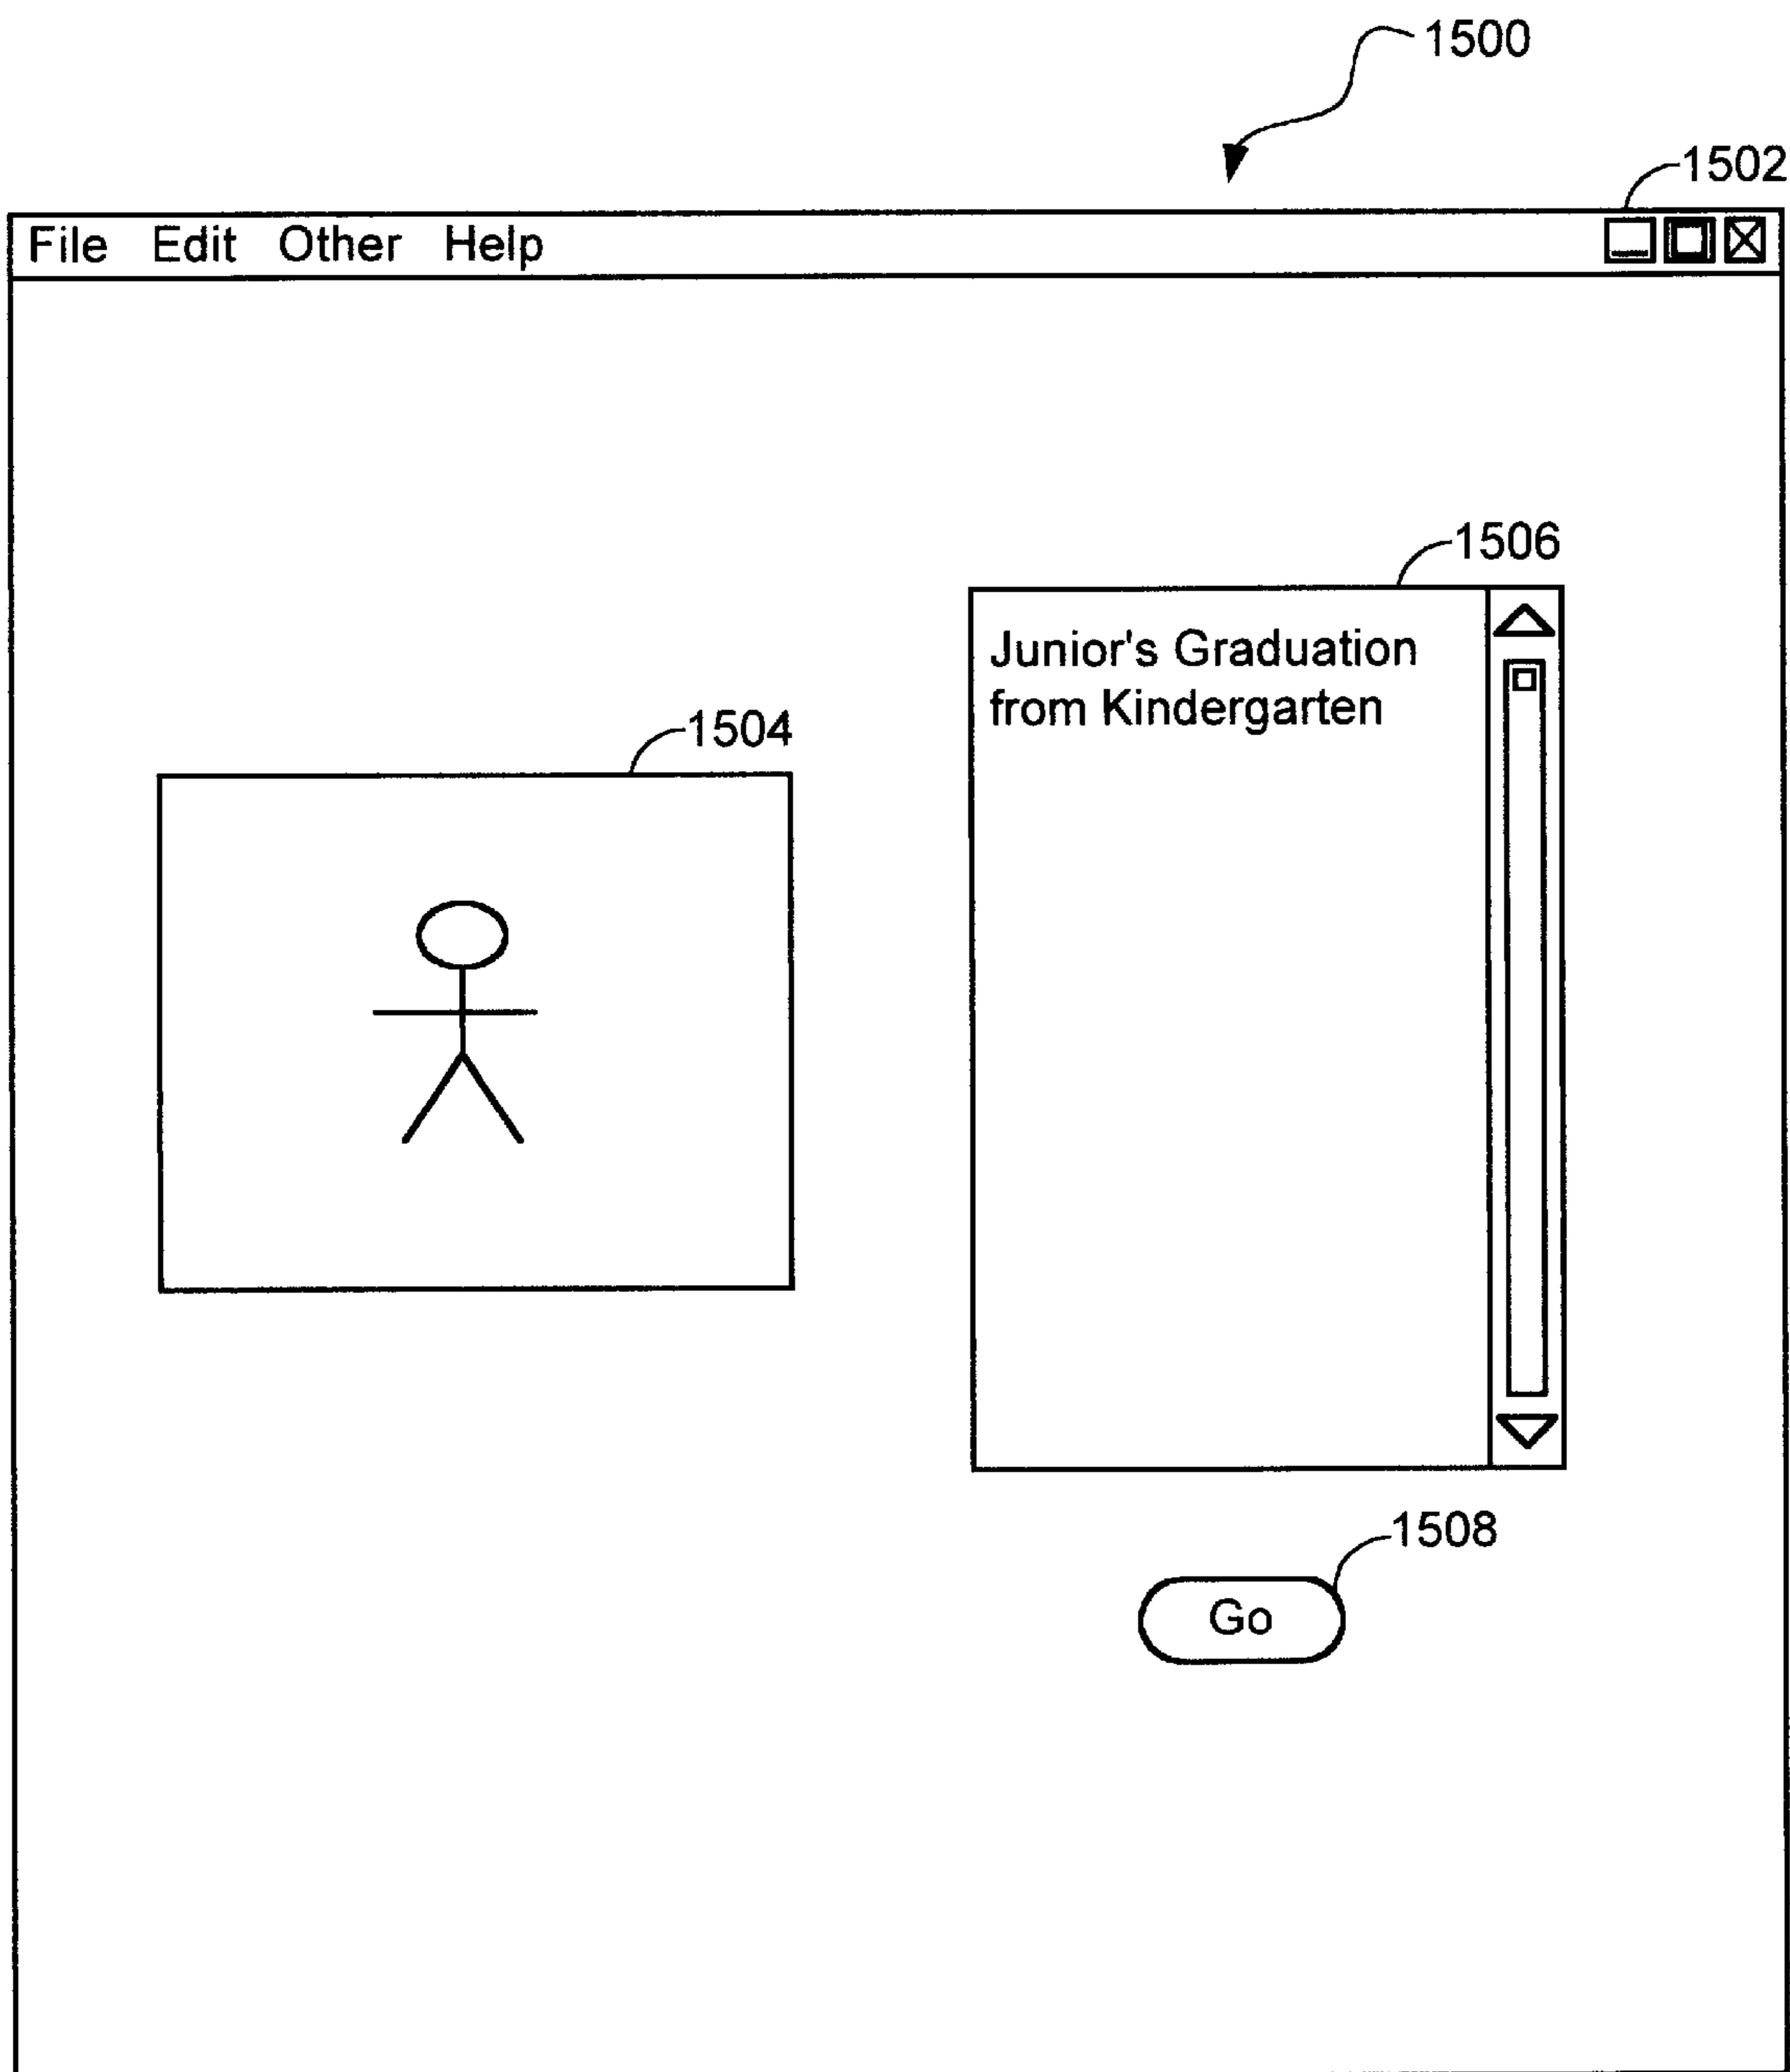 1500
1502
File Edit Other Help
1506
Junior's Graduation
from Kindergarten
1504
1508
Go